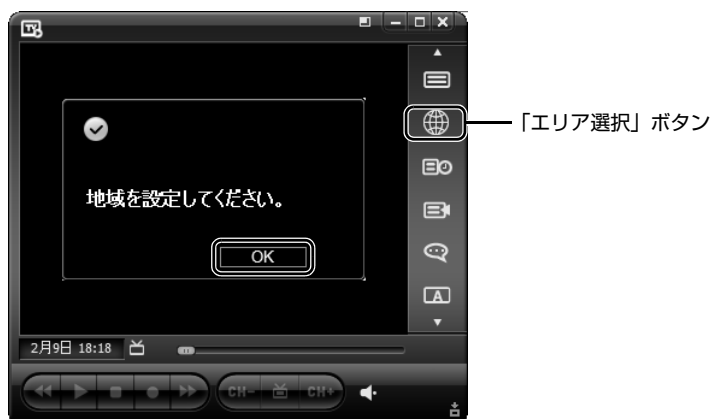 TV
「エリア選択」ボタン
地域を設定してください。
OK
A
2月9日 18:18
CH-
CH+